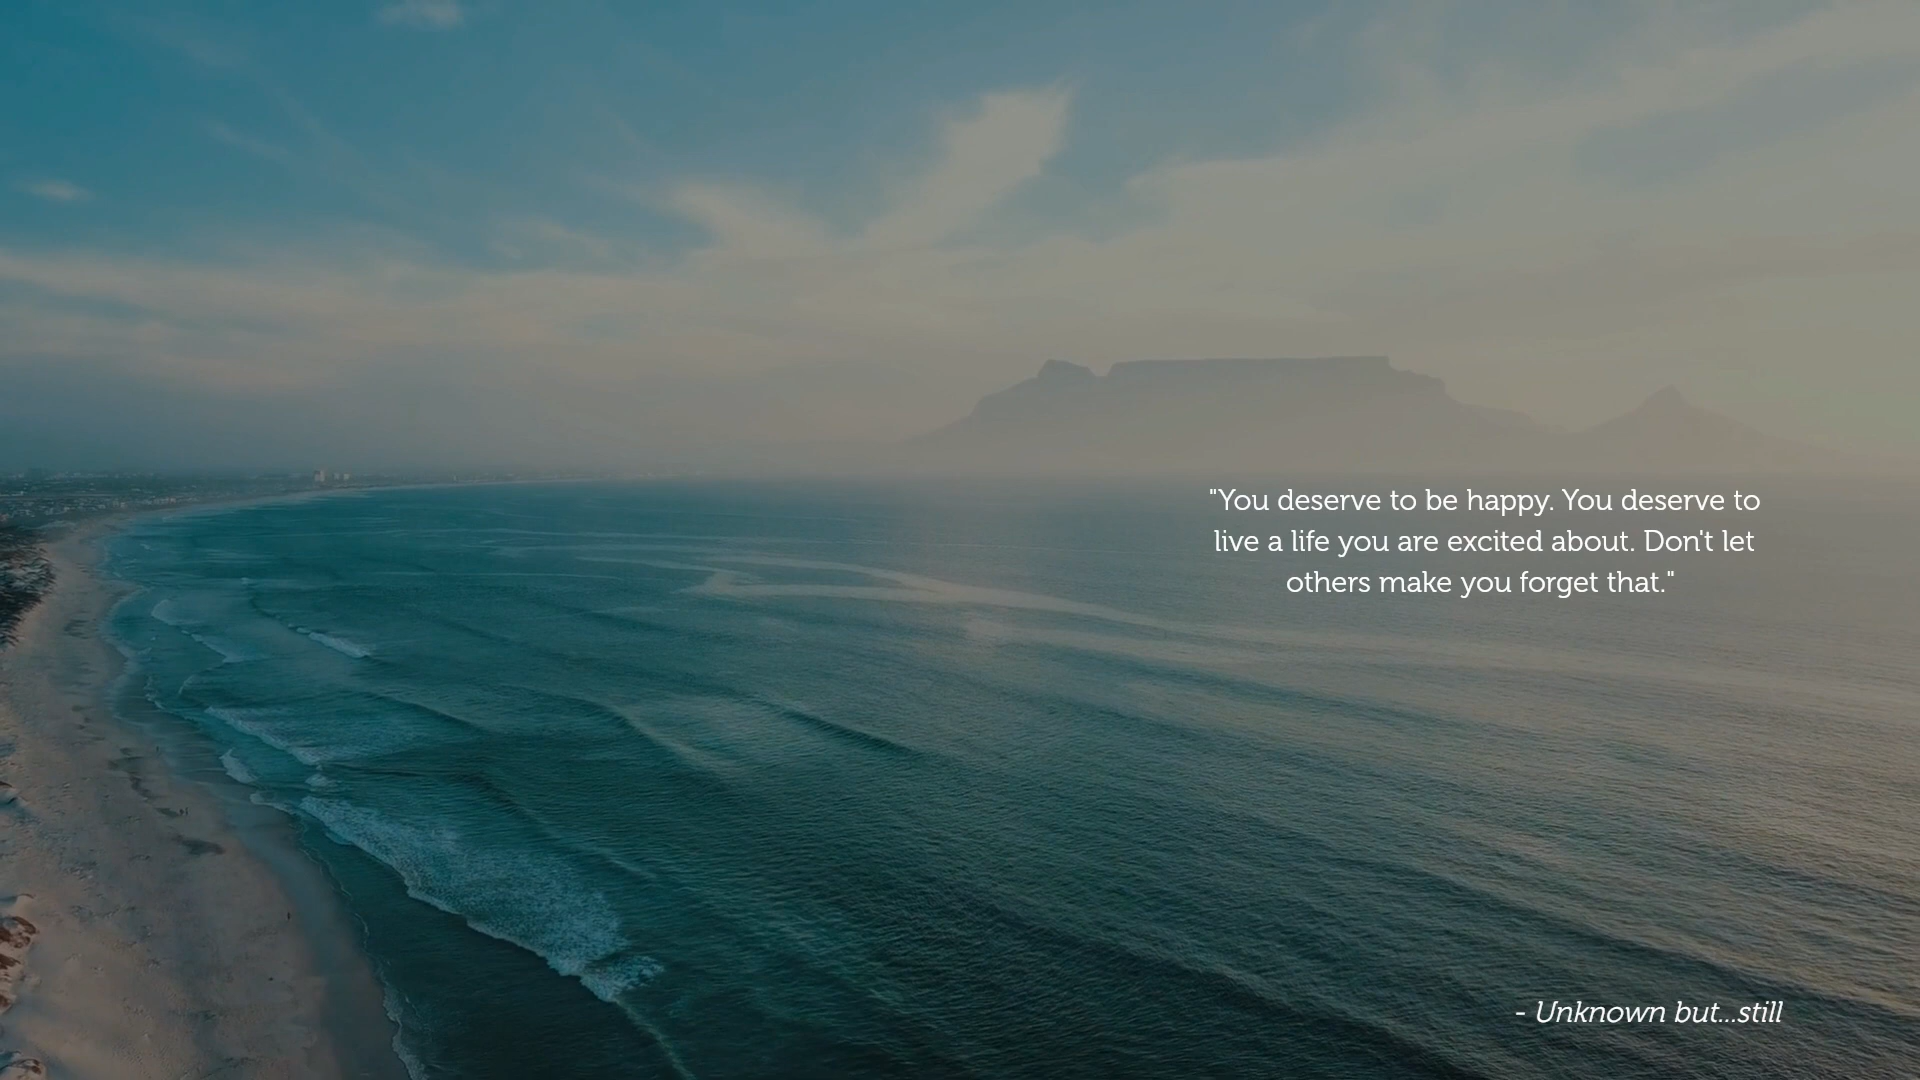 "You deserve to be happy. You deserve to
live a life you are excited about. Don't let
others make you forget that."
- Unknown but...still